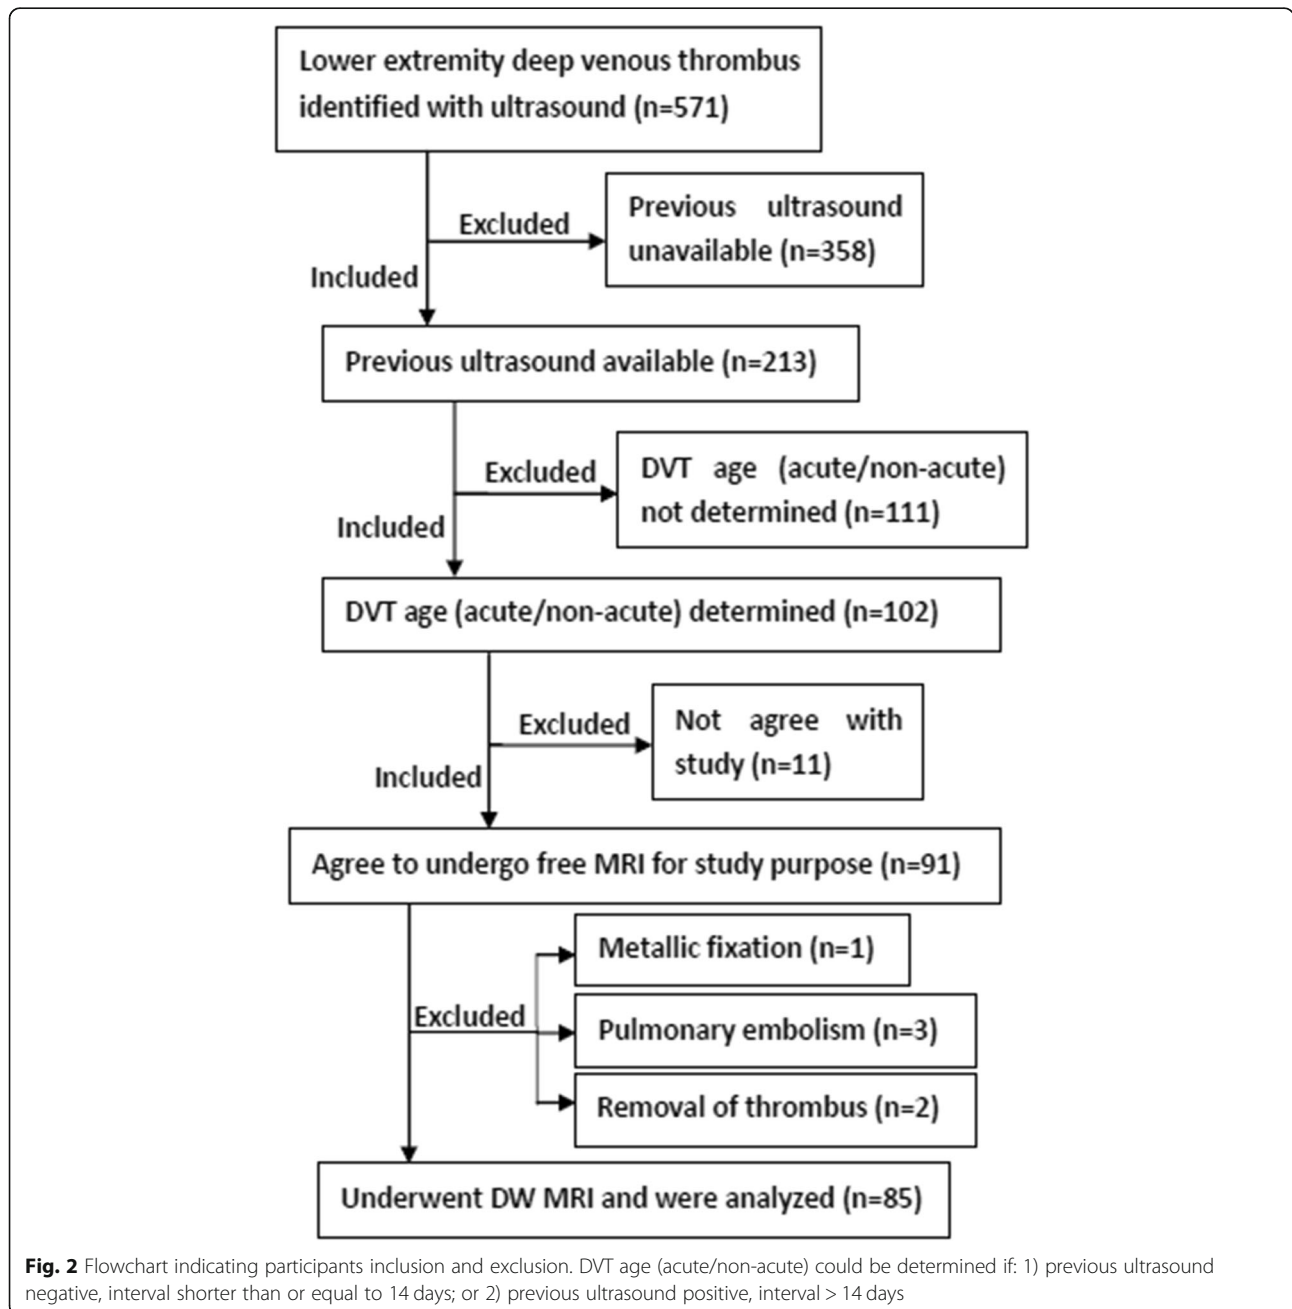 Lower extremity deep venous thrombus
identified with ultrasound (n=571)
Excluded
Previous ultrasound
unavailable (n=358)
Included
Previous ultrasound available (n=213)
Excluded
DVT age (acute/non-acute)
not determined (n=111)
Included
DVT age (acute/non-acute) determined (n=102)
Excluded
Not agree with
study (n=11)
Included
Agree to undergo free MRI for study purpose (n=91)
Excluded
Metallic fixation (n=1)
Pulmonary embolism (n=3)
Removal of thrombus (n=2)
Underwent DW MRI and were analyzed (n=85)
Fig. 2 Flowchart indicating participants inclusion and exclusion. DVT age (acute/non-acute) could be determined if: 1) previous ultrasound
negative, interval shorter than or equal to 14 days; or 2) previous ultrasound positive, interval > 14 days